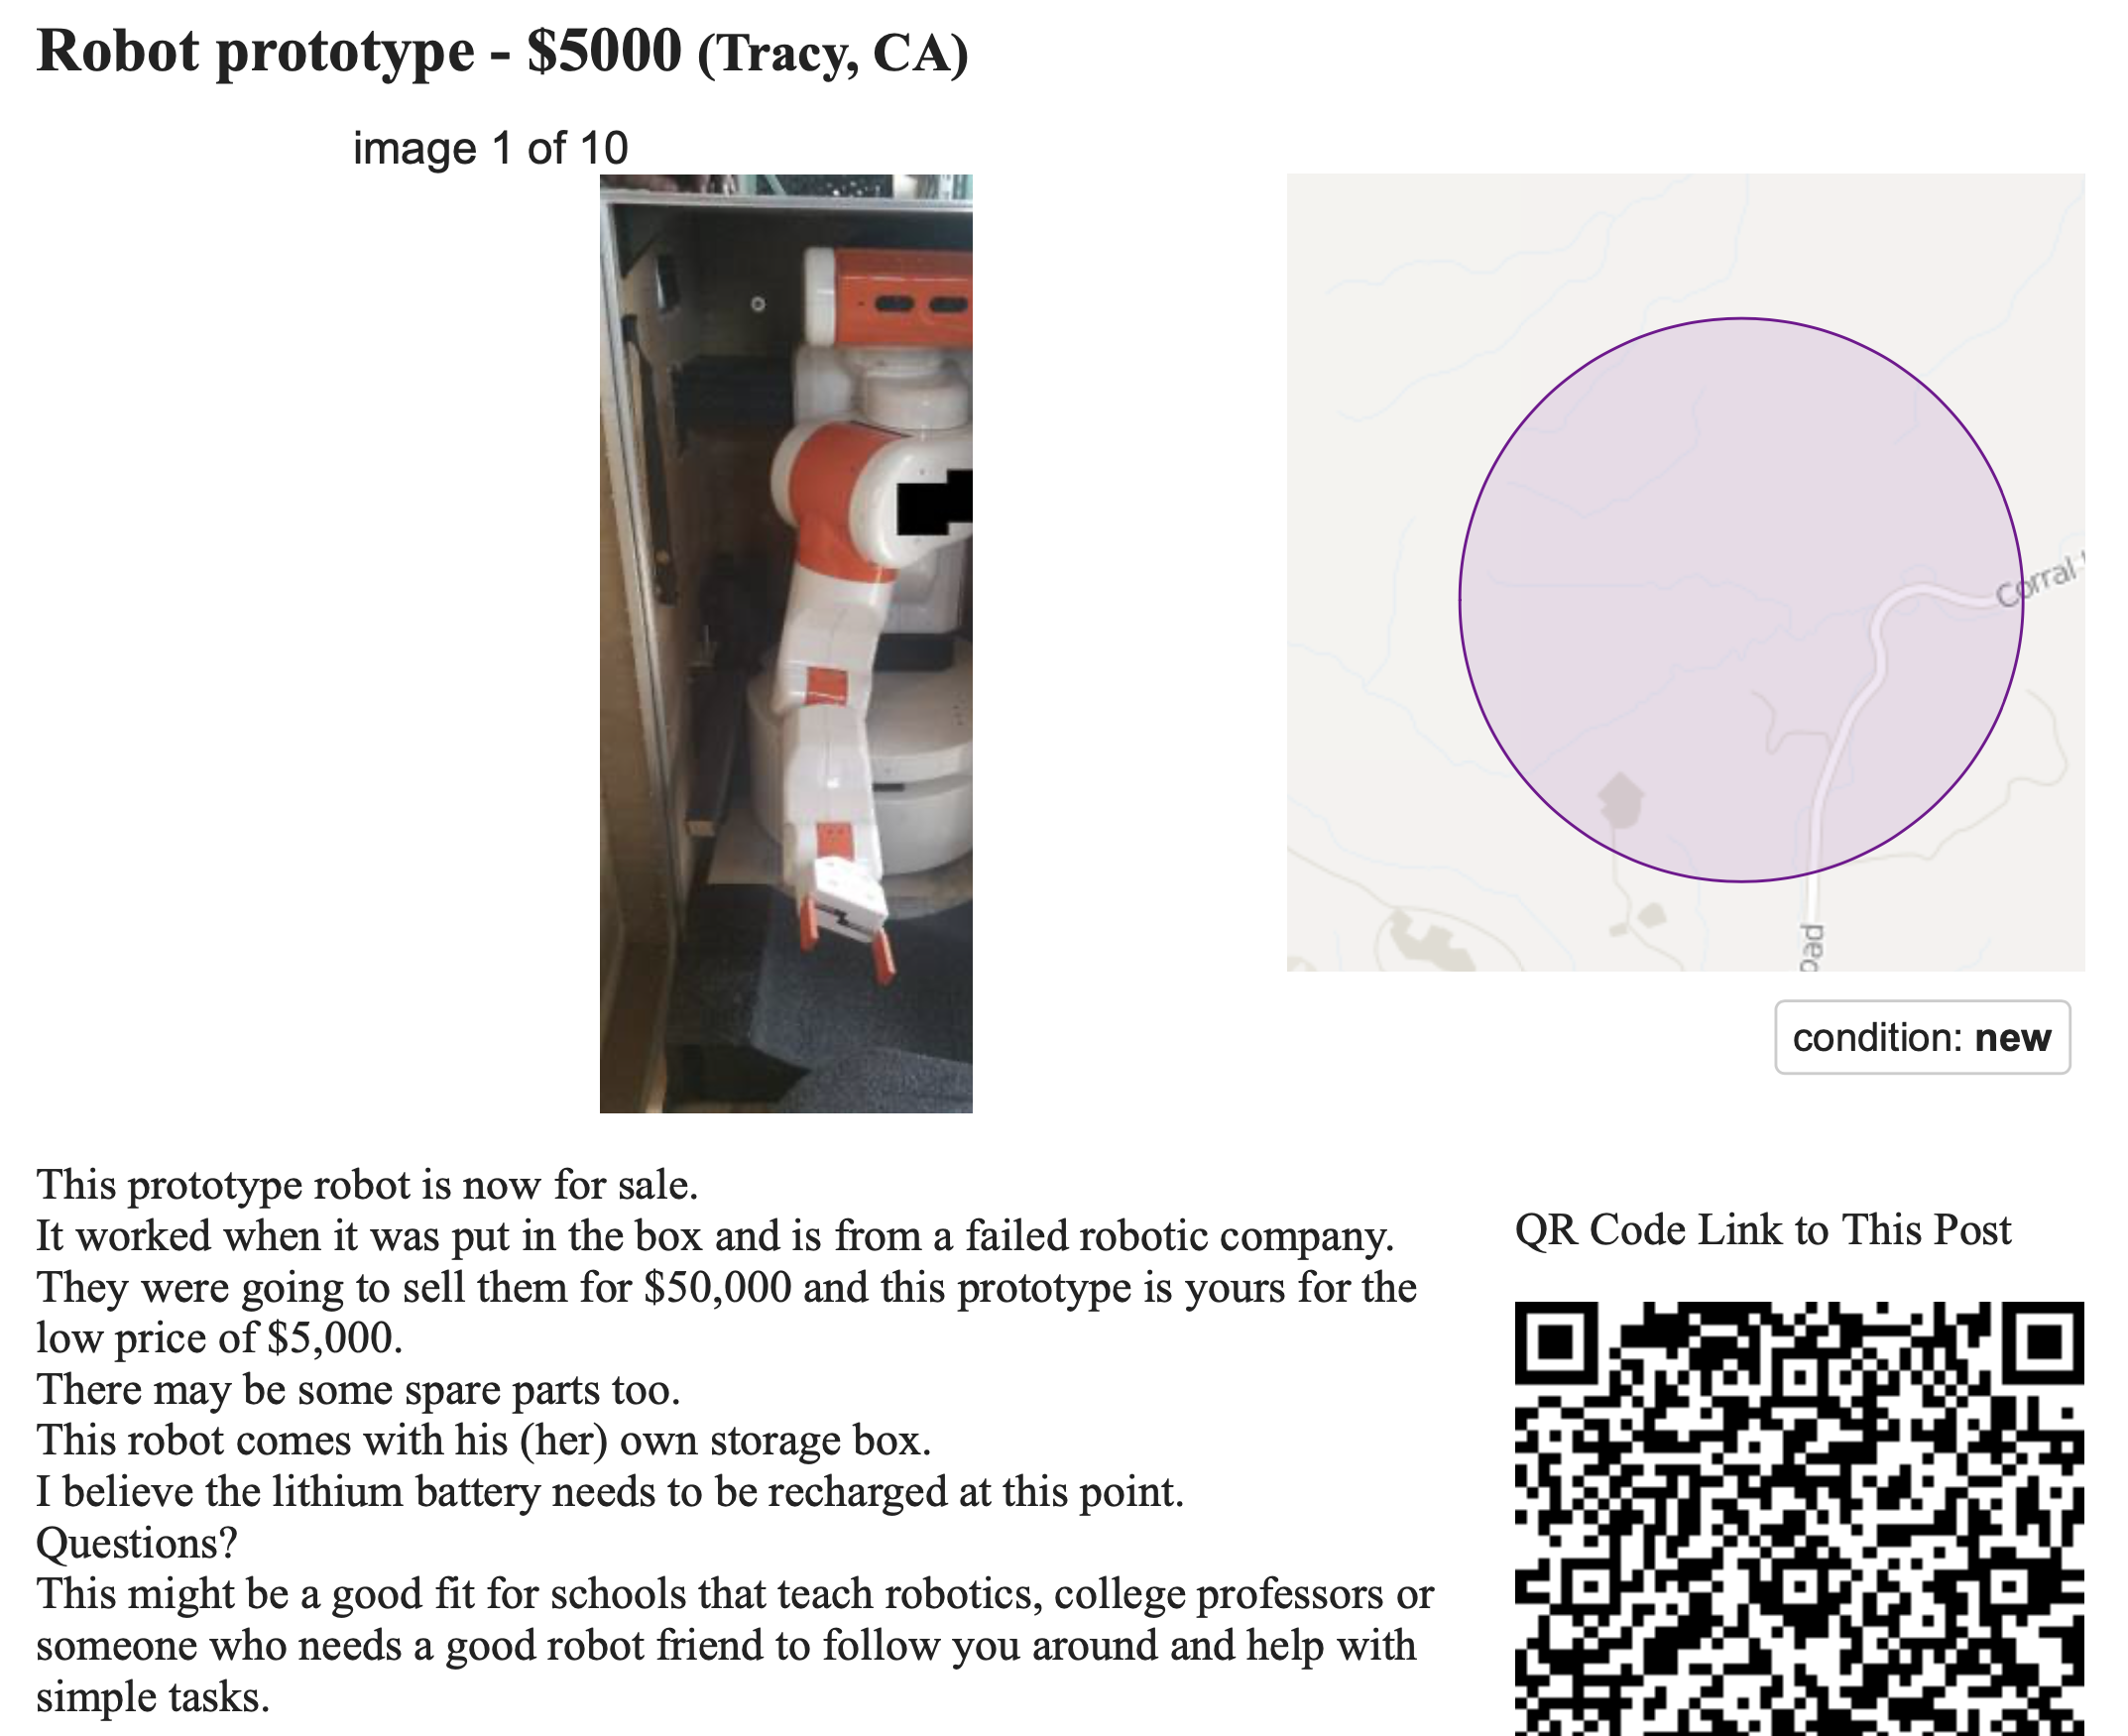 Robot prototype - $5000 (Tracy, CA)
image 1 of 10
Corral
condition: new
This prototype robot is now for sale.
It worked when it was put in the box and is from a failed robotic company.
They were going to sell them for $50,000 and this prototype is yours for the
low price of $5,000.
There may be some spare parts too.
This robot comes with his (her) own storage box.
I believe the lithium battery needs to be recharged at this point.
Questions?
This might be a good fit for schools that teach robotics, college professors or
someone who needs a good robot friend to follow you around and help with
simple tasks.
QR Code Link to This Post